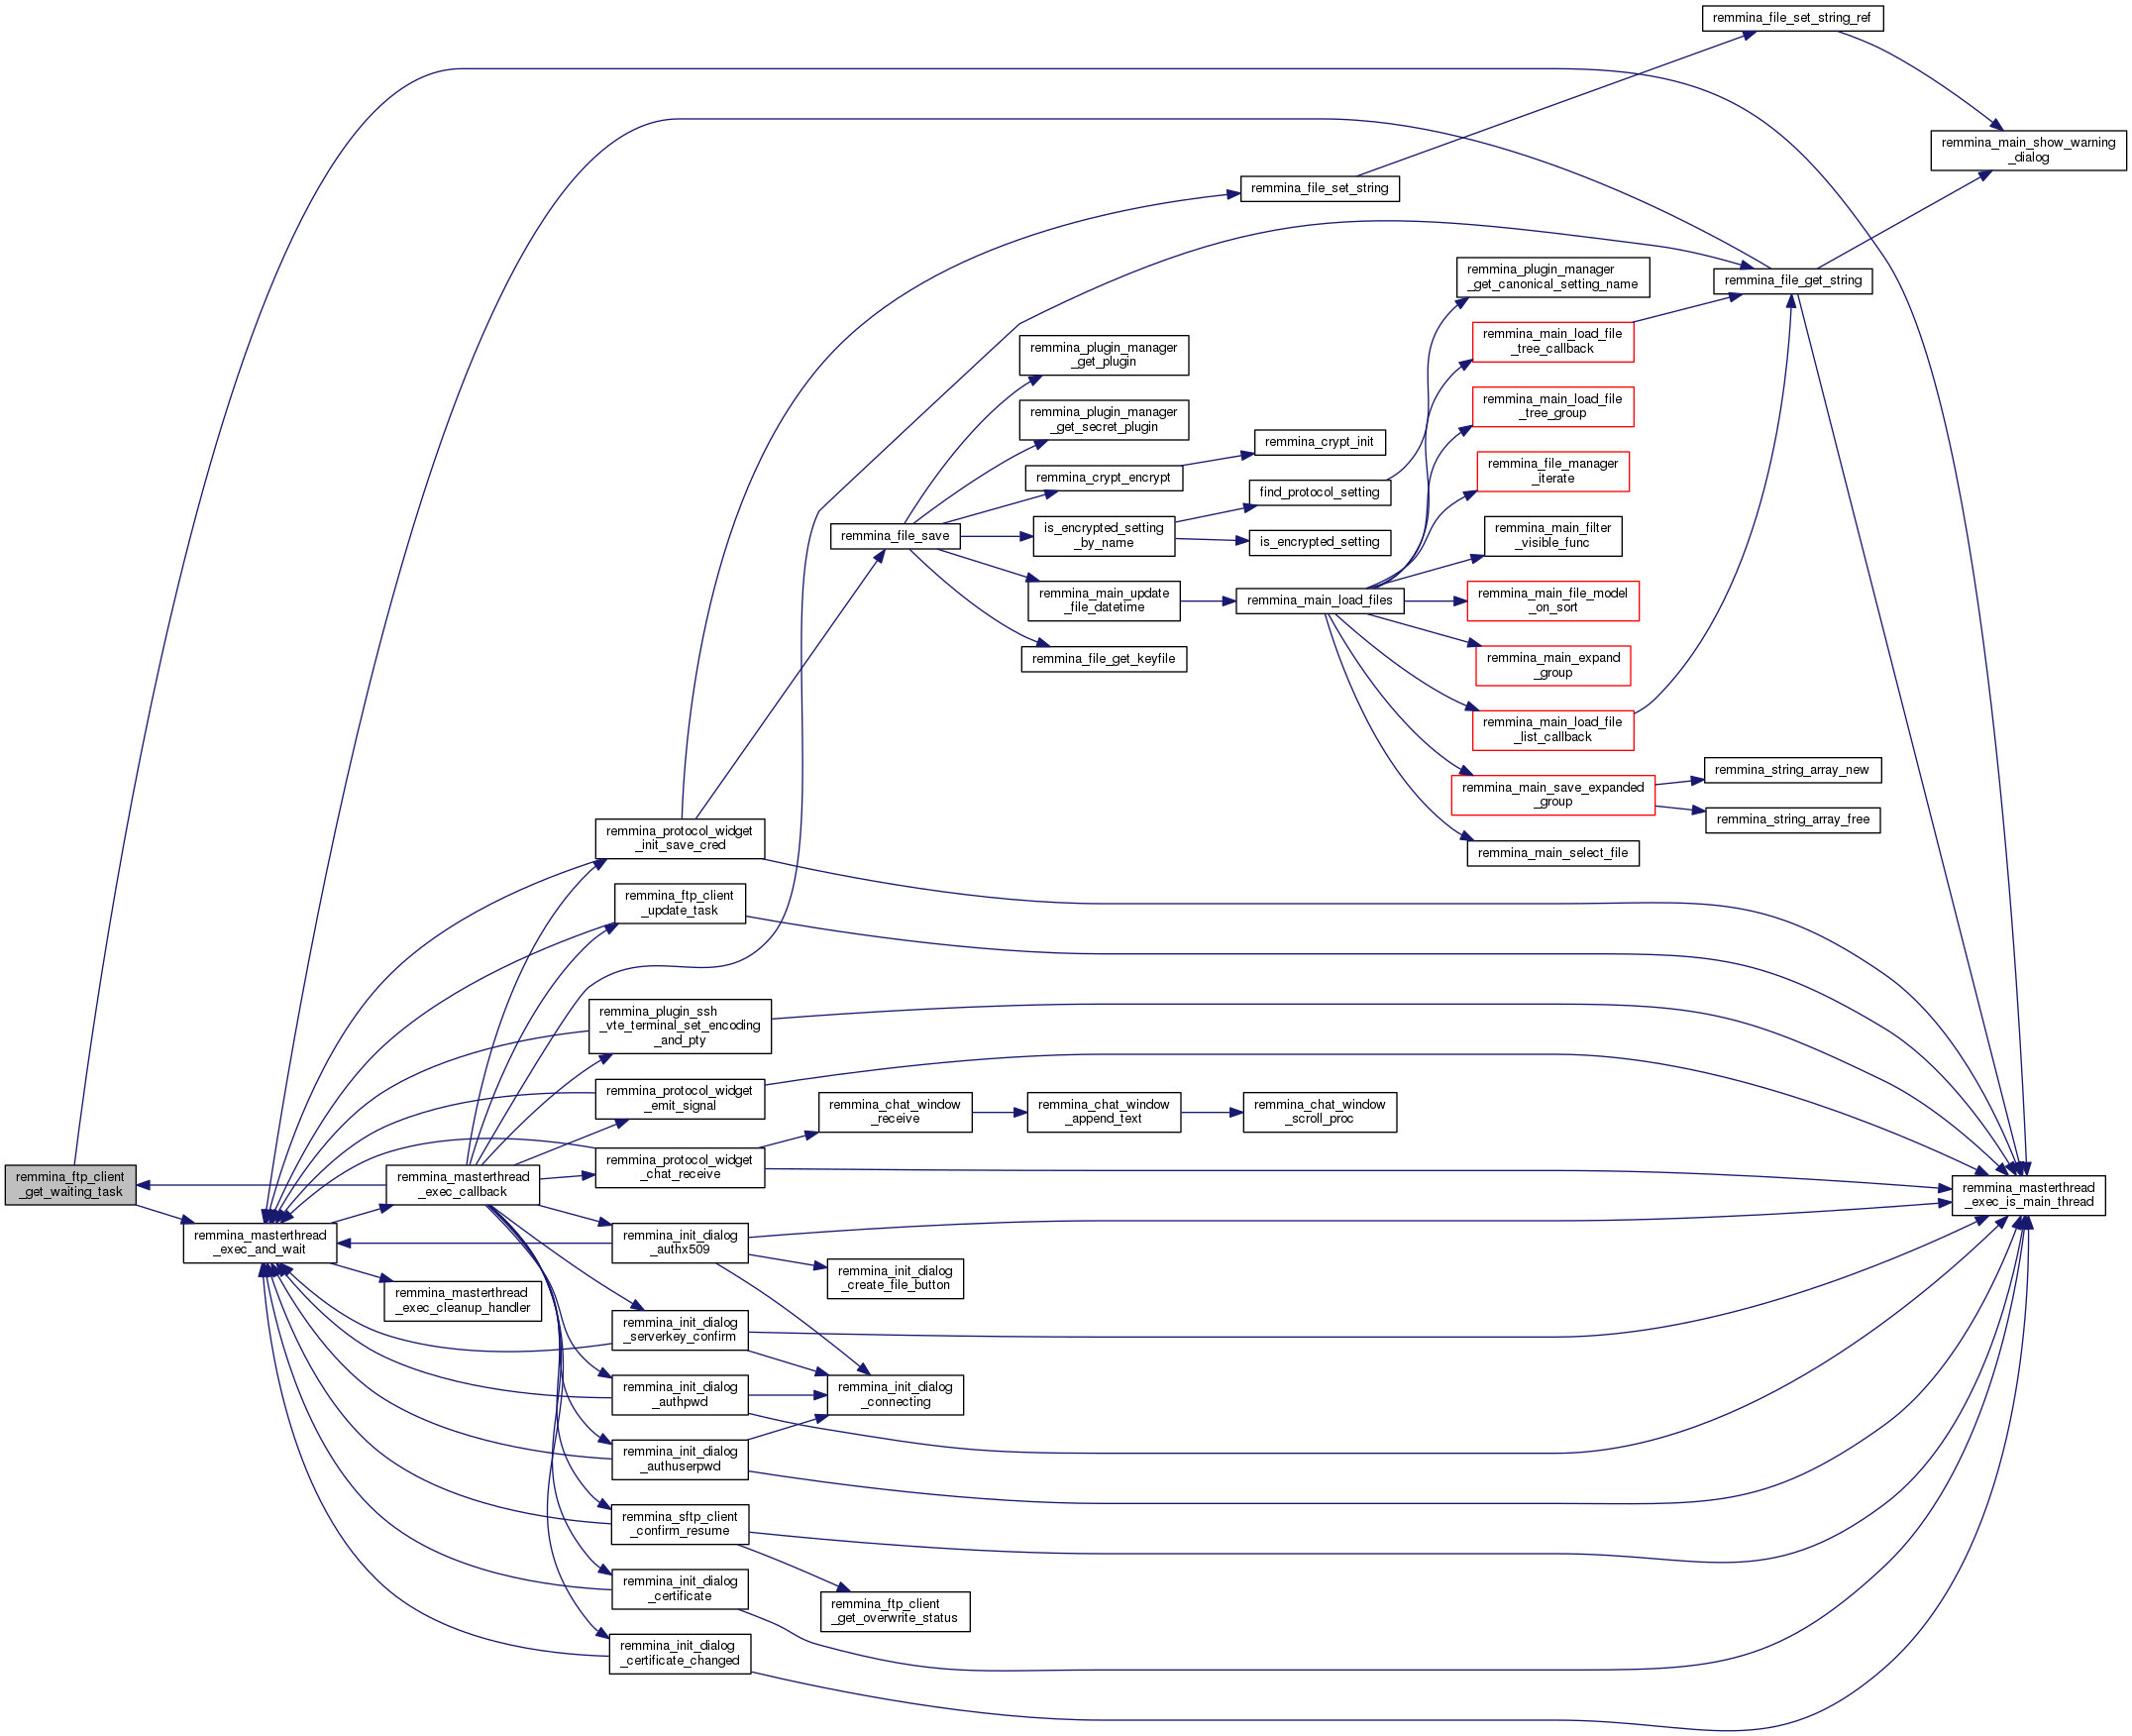 remmina_file_set_string_ref
remmina_main_show_warning
_dialog
remmina_file_set_string
remmina_plugin_manager
_get_canonical_setting_name
remmina_file_get_string
remmina_main_load_file
_tree_callback
remmina_plugin_manager
_get_plugin
remmina_main_load_file
_tree_group
remmina_plugin_manager
_get_secret_plugin
remmina_crypt_init
remmina_file_manager
_iterate
remmina_crypt_encrypt
find_protocol_setting
remmina_file_save
is_encrypted_setting
_by_name
is_encrypted_setting
remmina_main_filter
_visible_func
remmina_main_update
_file_datetime
remmina_main_load_files
remmina_main_file_model
_on_sort
remmina_file_get_keyfile
remmina_main_expand
_group
remmina_main_load_file
_list_callback
remmina_string_array_new
remmina_main_save_expanded
_group
remmina_string_array_free
remmina_main_select_file
remmina_protocol_widget
_init_save_cred
remmina_ftp_client
_update_task
remmina_plugin_ssh
_vte_terminal_set_encoding
_and_pty
remmina_protocol_widget
_emit_signal
remmina_chat_window
_receive
remmina_chat_window
_append_text
remmina_chat_window
_scroll_proc
remmina_protocol_widget
_chat_receive
remmina_ftp_client
_get_waiting_task
remmina_masterthread
_exec_callback
remmina_masterthread
_exec_is_main_thread
remmina_masterthread
_exec_and_wait
remmina_init_dialog
_authx509
remmina_init_dialog
_create_file_button
remmina_masterthread
_exec_cleanup_handler
remmina_init_dialog
_serverkey_confirm
remmina_init_dialog
_authpwd
remmina_init_dialog
_connecting
remmina_init_dialog
_authuserpwd
remmina_sftp_client
_confirm_resume
remmina_init_dialog
_certificate
remmina_ftp_client
_get_overwrite_status
remmina_init_dialog
_certificate_changed